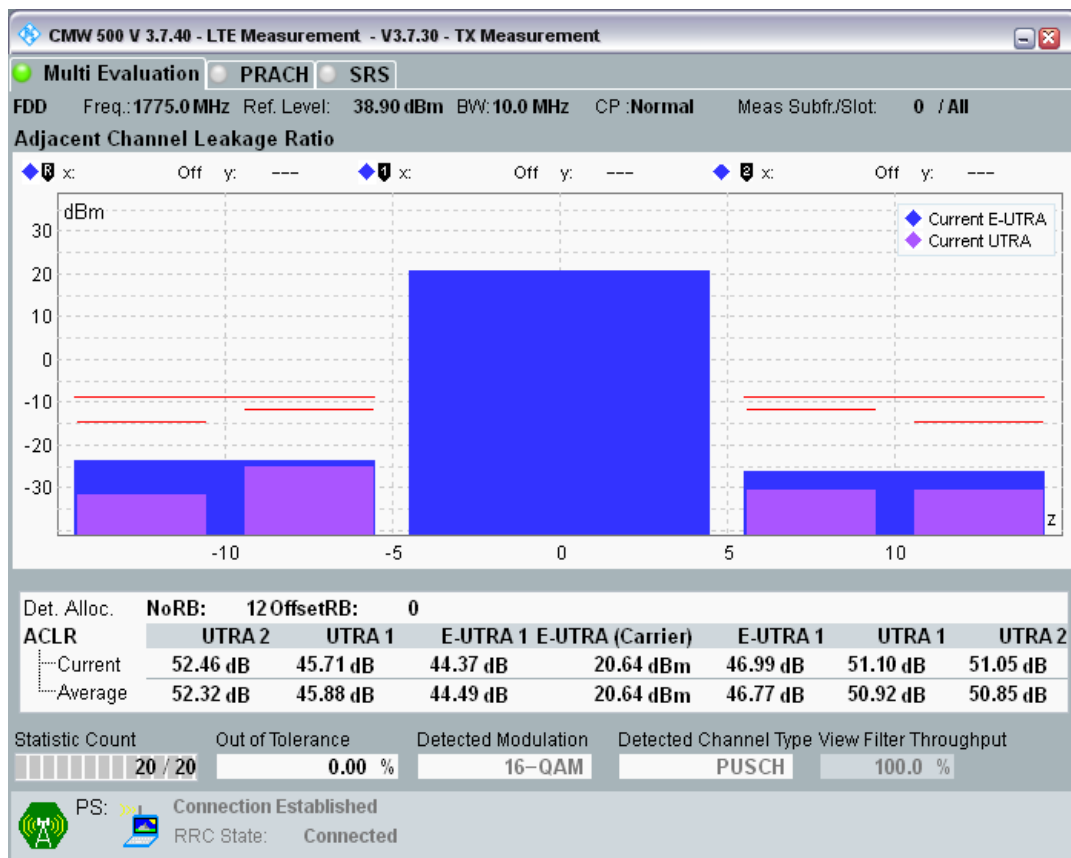 CMW 500 V 3.7.40 - LTE Measurement - V3.7.30 - TX Measurement
Multi Evaluation PRACH SRS
FDD Freq.:1775.0 MHz Ref. Level: 38.90 dBm BW:10.0 MHz CP :Normal Meas Subfr./Slot: 0 / All
Adjacent Channel Leakage Ratio
R x: Off y: --- 1 x: Off y: --- 2 x: Off y: ---
dBm
Current E-UTRA
Current UTRA
30
20
10
0
-10
-20
-30
z
-10 -5 0 5 10
Det. Alloc. NoRB: 12 OffsetRB: 0
ACLR UTRA 2 UTRA 1 E-UTRA 1 E-UTRA (Carrier) E-UTRA 1 UTRA 1 UTRA 2
Current 52.46 dB 45.71 dB 44.37 dB 20.64 dBm 46.99 dB 51.10 dB 51.05 dB
Average 52.32 dB 45.88 dB 44.49 dB 20.64 dBm 46.77 dB 50.92 dB 50.85 dB
Statistic Count Out of Tolerance Detected Modulation Detected Channel Type View Filter Throughput
20 / 20 0.00 % 16-QAM PUSCH 100.0 %
PS: Connection Established
RRC State: Connected